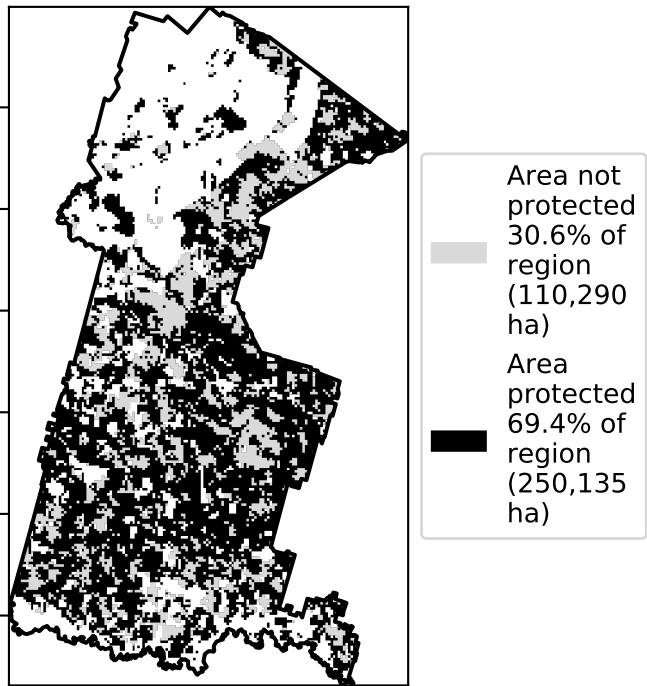 Area not
protected
30.6% of
region
(110,290
ha)
Area
protected
69.4% of
region
(250,135
ha)